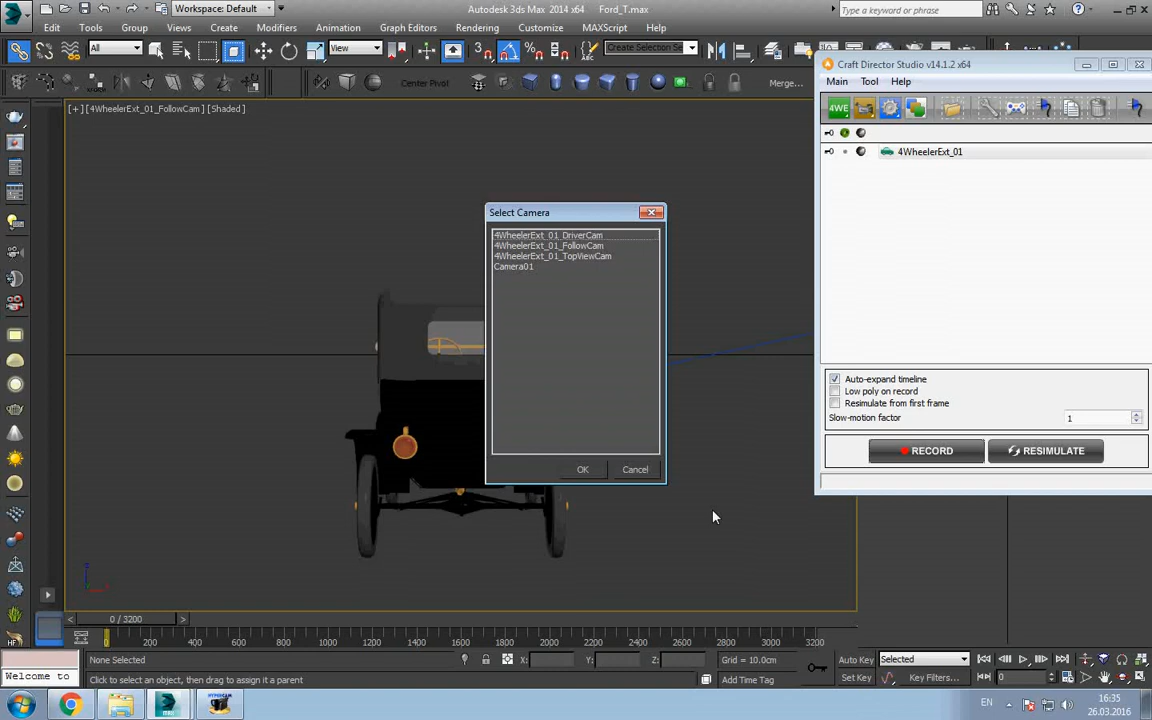 Workspace: Default
Autodesk 3ds Max 2014 x64
Ford_T.max
Type a keyword or phrase
Edit Tools Group Views Create Modifiers Animation Graph Editors Rendering Customize MAXScript Help
All
View
Create Selection Se
Center Pivot
Merge...
[+] [4WheelerExt_01_FollowCam] [Shaded]
Craft Director Studio v14.1.2 x64
Main Tool Help
4WE
4WheelerExt_01
Select Camera
4WheelerExt_01_DriverCam
4WheelerExt_01_FollowCam
4WheelerExt_01_TopViewCam
Camera01
OK Cancel
Auto-expand timeline
Low poly on record
Resimulate from first frame
Slow-motion factor 1
RECORD RESIMULATE
0 / 3200
0 200 400 600 800 1000 1200 1400 1600 1800 2000 2200 2400 2600 2800 3000 3200
None Selected X: Y: Z: Grid = 10.0cm Auto Key Selected
Welcome to Click to select an object, then drag to assign it a parent Add Time Tag Set Key Key Filters... 0
EN 16:35
26.03.2016